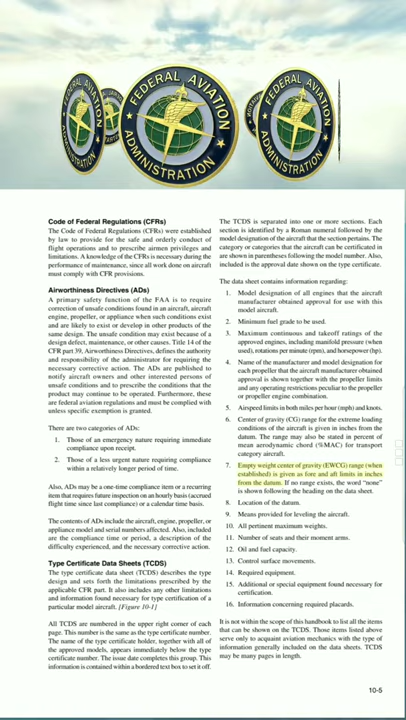 FEDERAL AVIATION
ADMINISTRATION
FEDERAL AVIATION
ADMINISTRATION
FEDERAL AVIATION
ADMINISTRATION
Code of Federal Regulations (CFRs)
The Code of Federal Regulations (CFRs) were established
by law to provide for the safe and orderly conduct of
flight operations and to prescribe airmen privileges and
limitations. A knowledge of the CFRs is necessary during the
performance of maintenance, since all work done on aircraft
must comply with CFR provisions.
Airworthiness Directives (ADs)
A primary safety function of the FAA is to require
correction of unsafe conditions found in an aircraft, aircraft
engine, propeller, or appliance when such conditions exist
and are likely to exist or develop in other products of the
same design. The unsafe condition may exist because of a
design defect, maintenance, or other causes. Title 14 of the
CFR part 39, Airworthiness Directives, defines the authority
and responsibility of the administrator for requiring the
necessary corrective action. The ADs are published to
notify aircraft owners and other interested persons of
unsafe conditions and to prescribe the conditions that the
product may continue to be operated. Furthermore, these
are federal aviation regulations and must be complied with
unless specific exemption is granted.
There are two categories of ADs:
1. Those of an emergency nature requiring immediate
compliance upon receipt.
2. Those of a less urgent nature requiring compliance
within a relatively longer period of time.
Also, ADs may be a one-time compliance item or a recurring
item that requires future inspection on an hourly basis (accrued
flight time since last compliance) or a calendar time basis.
The contents of ADs include the aircraft, engine, propeller, or
appliance model and serial numbers affected. Also, included
are the compliance time or period, a description of the
difficulty experienced, and the necessary corrective action.
Type Certificate Data Sheets (TCDS)
The type certificate data sheet (TCDS) describes the type
design and sets forth the limitations prescribed by the
applicable CFR part. It also includes any other limitations
and information found necessary for type certification of a
particular model aircraft. [Figure 10-1]
All TCDS are numbered in the upper right corner of each
page. This number is the same as the type certificate number.
The name of the type certificate holder, together with all of
the approved models, appears immediately below the type
certificate number. The issue date completes this group. This
information is contained within a bordered text box to set it off.
The TCDS is separated into one or more sections. Each
section is identified by a Roman numeral followed by the
model designation of the aircraft that the section pertains. The
category or categories that the aircraft can be certificated in
are shown in parentheses following the model number. Also,
included is the approval date shown on the type certificate.
The data sheet contains information regarding:
1. Model designation of all engines that the aircraft
manufacturer obtained approval for use with this
model aircraft.
2. Minimum fuel grade to be used.
3. Maximum continuous and takeoff ratings of the
approved engines, including manifold pressure (when
used), rotations per minute (rpm), and horsepower (hp).
4. Name of the manufacturer and model designation for
each propeller that the aircraft manufacturer obtained
approval is shown together with the propeller limits
and any operating restrictions peculiar to the propeller
or propeller engine combination.
5. Airspeed limits in both miles per hour (mph) and knots.
6. Center of gravity (CG) range for the extreme loading
conditions of the aircraft is given in inches from the
datum. The range may also be stated in percent of
mean aerodynamic chord (%MAC) for transport
category aircraft.
7. Empty weight center of gravity (EWCG) range (when
established) is given as fore and aft limits in inches
from the datum. If no range exists, the word “none”
is shown following the heading on the data sheet.
8. Location of the datum.
9. Means provided for leveling the aircraft.
10. All pertinent maximum weights.
11. Number of seats and their moment arms.
12. Oil and fuel capacity.
13. Control surface movements.
14. Required equipment.
15. Additional or special equipment found necessary for
certification.
16. Information concerning required placards.
It is not within the scope of this handbook to list all the items
that can be shown on the TCDS. Those items listed above
serve only to acquaint aviation mechanics with the type of
information generally included on the data sheets. TCDS
may be many pages in length.
10-5